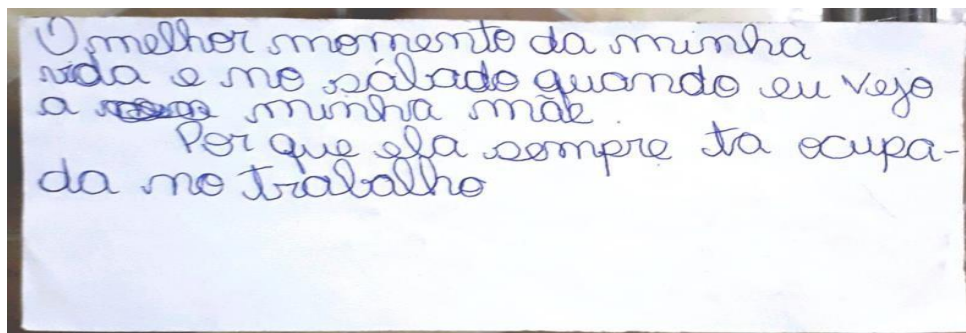 O melhor momento da minha
vida e no sábado quando eu vejo
a minha mãe.
Por que ela sempre ta ocupa-
da no trabalho